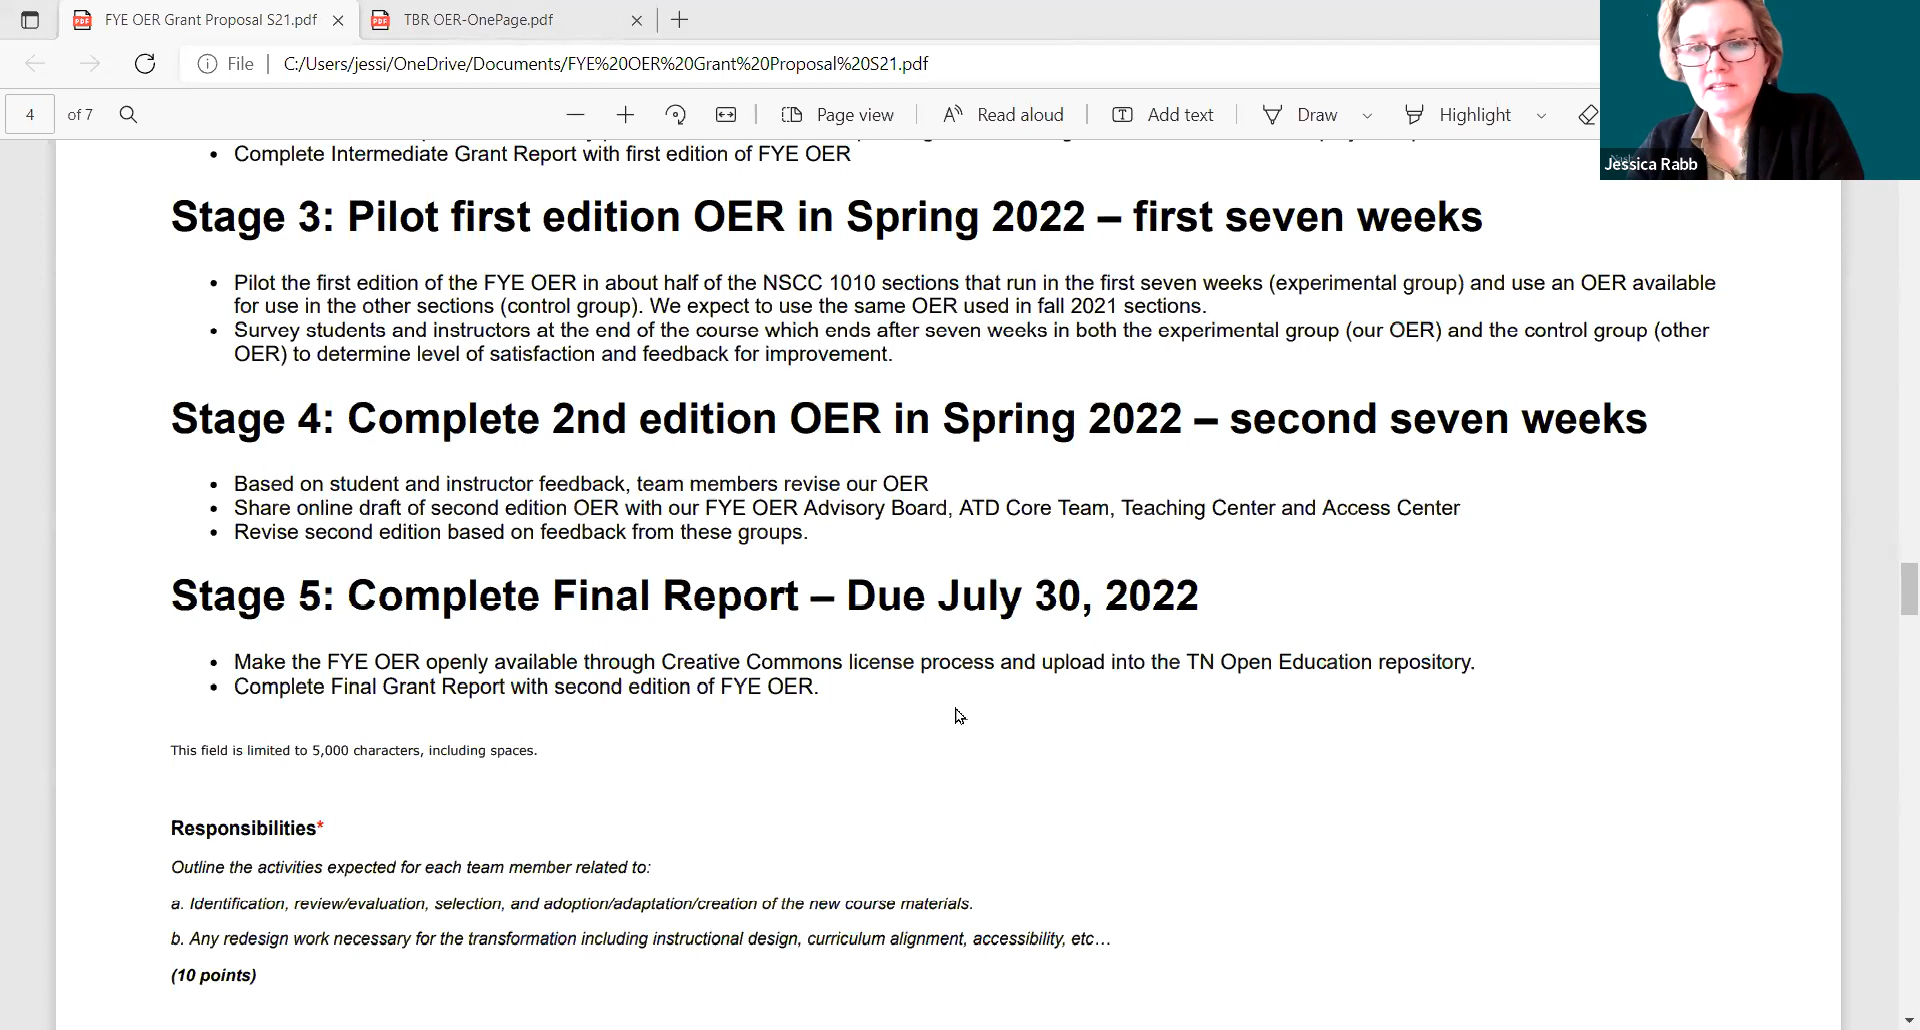 FYE OER Grant Proposal S21.pdf
TBR OER-OnePage.pdf
File
C:/Users/jessi/OneDrive/Documents/FYE%20OER%20Grant%20Proposal%20S21.pdf
4 of 7
Page view
Read aloud
Add text
Draw
Highlight
Jessica Rabb
• Complete Intermediate Grant Report with first edition of FYE OER
Stage 3: Pilot first edition OER in Spring 2022 – first seven weeks
• Pilot the first edition of the FYE OER in about half of the NSCC 1010 sections that run in the first seven weeks (experimental group) and use an OER available
for use in the other sections (control group). We expect to use the same OER used in fall 2021 sections.
• Survey students and instructors at the end of the course which ends after seven weeks in both the experimental group (our OER) and the control group (other
OER) to determine level of satisfaction and feedback for improvement.
Stage 4: Complete 2nd edition OER in Spring 2022 – second seven weeks
• Based on student and instructor feedback, team members revise our OER
• Share online draft of second edition OER with our FYE OER Advisory Board, ATD Core Team, Teaching Center and Access Center
• Revise second edition based on feedback from these groups.
Stage 5: Complete Final Report – Due July 30, 2022
• Make the FYE OER openly available through Creative Commons license process and upload into the TN Open Education repository.
• Complete Final Grant Report with second edition of FYE OER.
This field is limited to 5,000 characters, including spaces.
Responsibilities*
Outline the activities expected for each team member related to:
a. Identification, review/evaluation, selection, and adoption/adaptation/creation of the new course materials.
b. Any redesign work necessary for the transformation including instructional design, curriculum alignment, accessibility, etc…
(10 points)